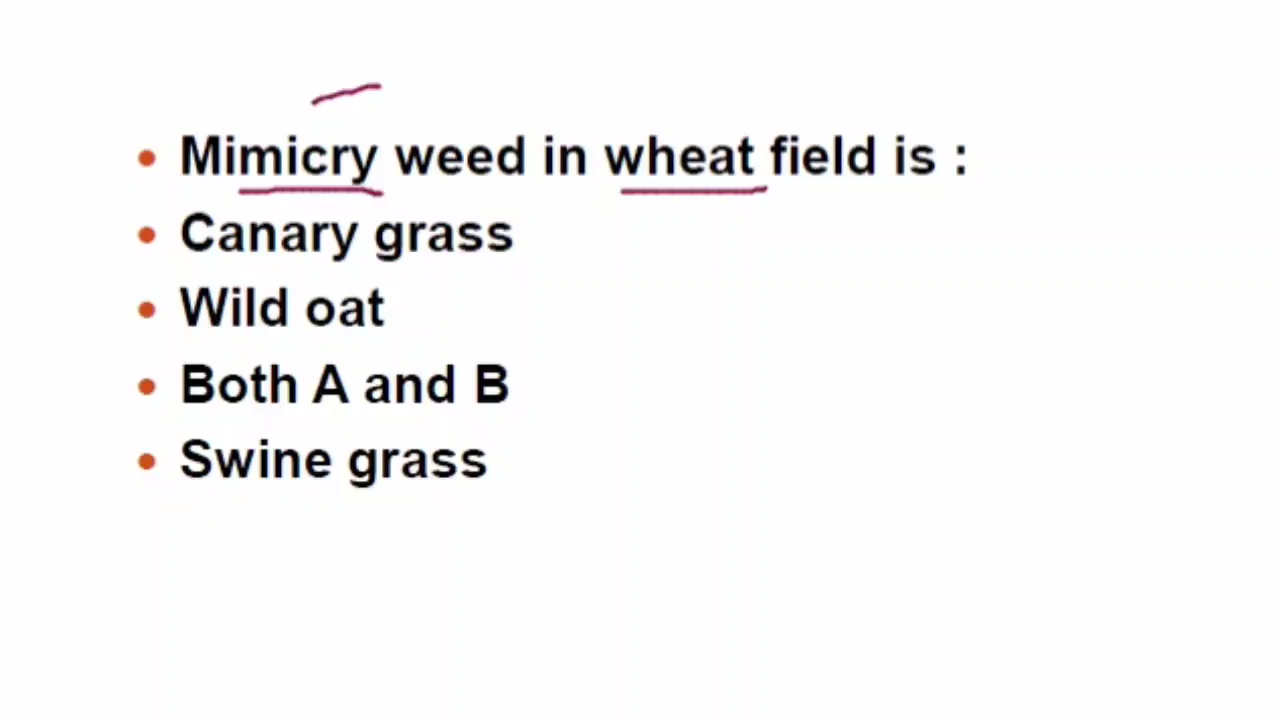 • Mimicry weed in wheat field is :
• Canary grass
• Wild oat
• Both A and B
• Swine grass